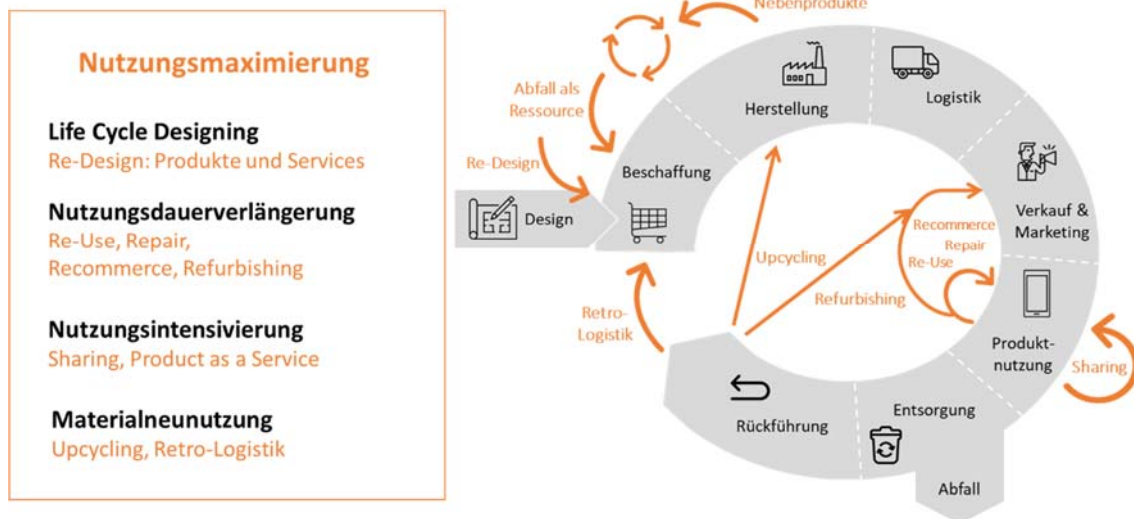 Nutzungsmaximierung
Life Cycle Designing
Re-Design: Produkte und Services
Nutzungsdauerverlängerung
Re-Use, Repair,
Recommerce, Refurbishing
Nutzungsintensivierung
Sharing, Product as a Service
Materialneunutzung
Upcycling, Retro-Logistik
Nebenprodukte
Abfall als
Ressource
Re-Design
Design
Beschaffung
Herstellung
Logistik
Verkauf &
Marketing
Recommerce
Repair
Re-Use
Upcycling
Refurbishing
Retro-
Logistik
Produkt-
nutzung
Sharing
Entsorgung
Rückführung
Abfall